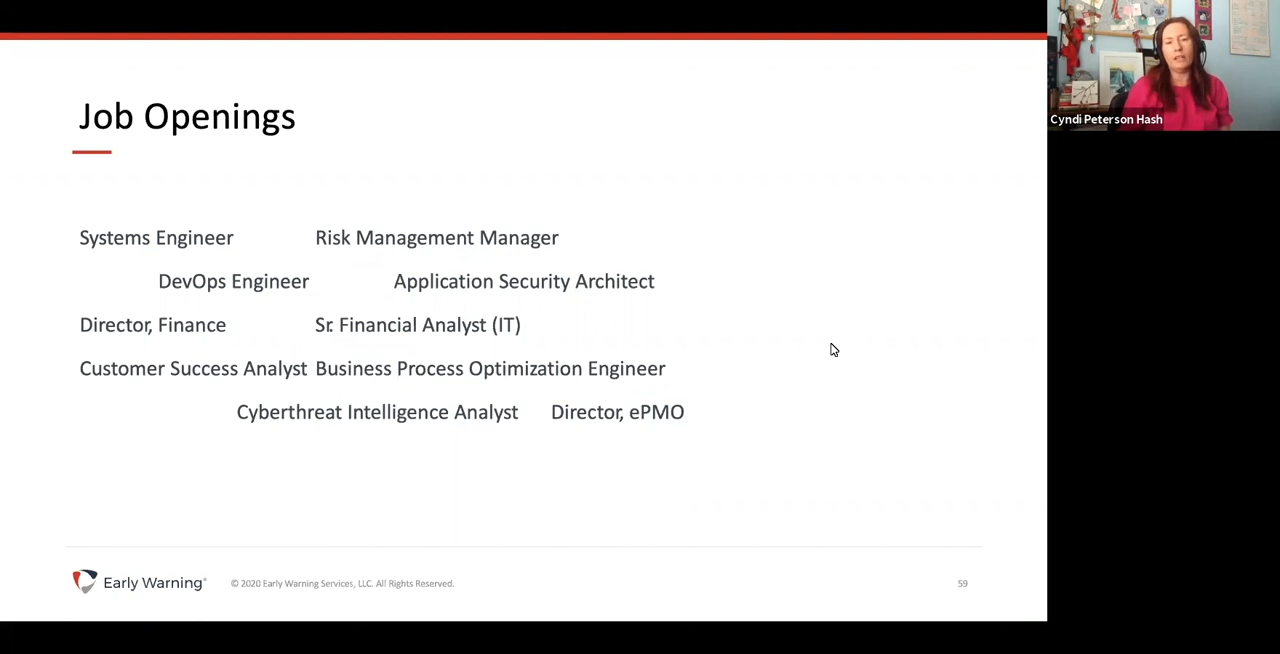 Job Openings
Systems Engineer Risk Management Manager
DevOps Engineer Application Security Architect
Director, Finance Sr. Financial Analyst (IT)
Customer Success Analyst Business Process Optimization Engineer
Cyberthreat Intelligence Analyst Director, ePMO
Early Warning®
© 2020 Early Warning Services, LLC. All Rights Reserved.
59
Cyndi Peterson Hash